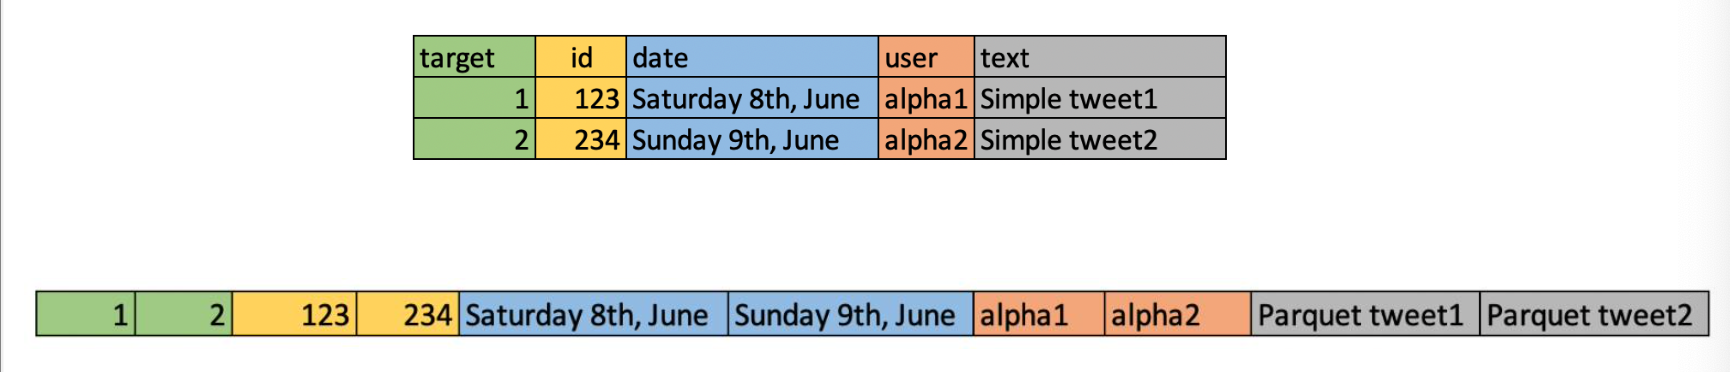 target id date user text
1 123 Saturday 8th, June alpha1 Simple tweet1
2 234 Sunday 9th, June alpha2 Simple tweet2
1 2 123 234 Saturday 8th, June Sunday 9th, June alpha1 alpha2 Parquet tweet1 Parquet tweet2